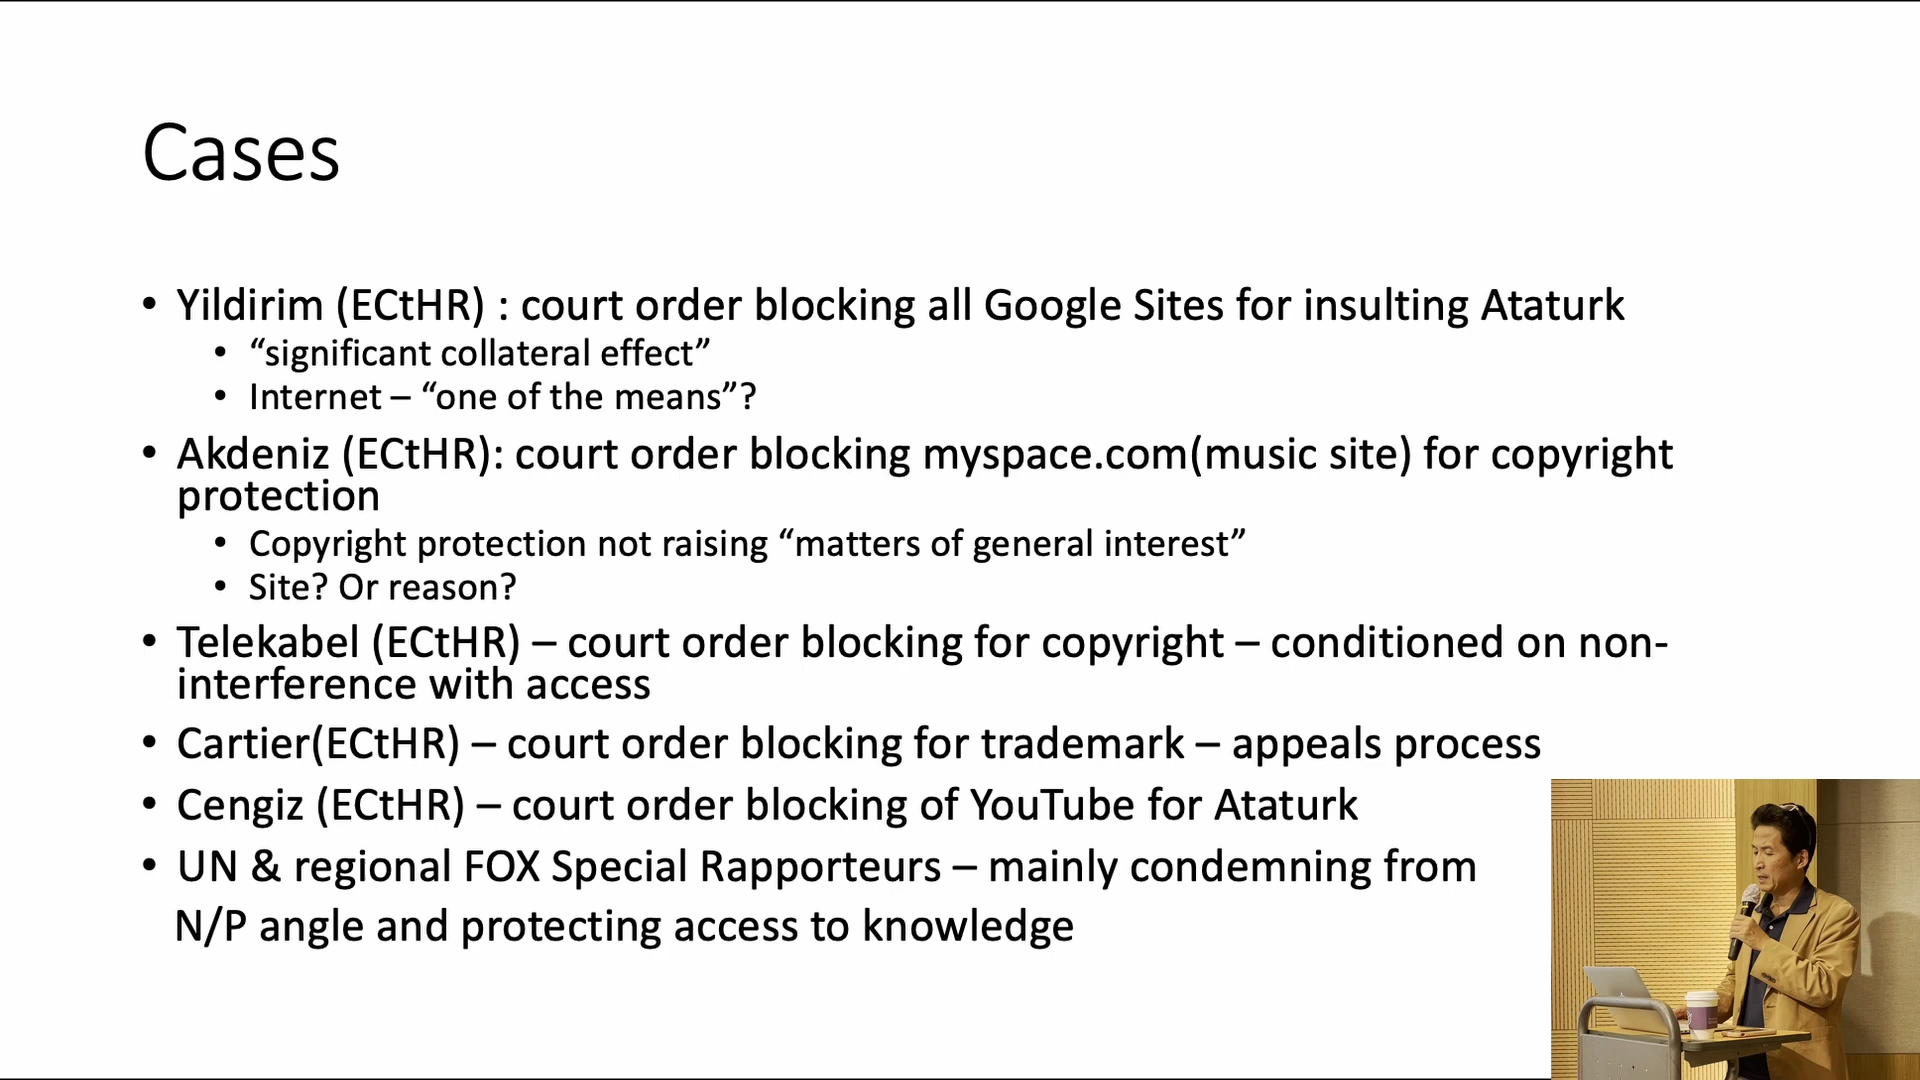 Cases
• Yildirim (ECtHR) : court order blocking all Google Sites for insulting Ataturk
• “significant collateral effect”
• Internet – “one of the means”?
• Akdeniz (ECtHR): court order blocking myspace.com(music site) for copyright
protection
• Copyright protection not raising “matters of general interest”
• Site? Or reason?
• Telekabel (ECtHR) – court order blocking for copyright – conditioned on non-
interference with access
• Cartier(ECtHR) – court order blocking for trademark – appeals process
• Cengiz (ECtHR) – court order blocking of YouTube for Ataturk
• UN & regional FOX Special Rapporteurs – mainly condemning from
N/P angle and protecting access to knowledge